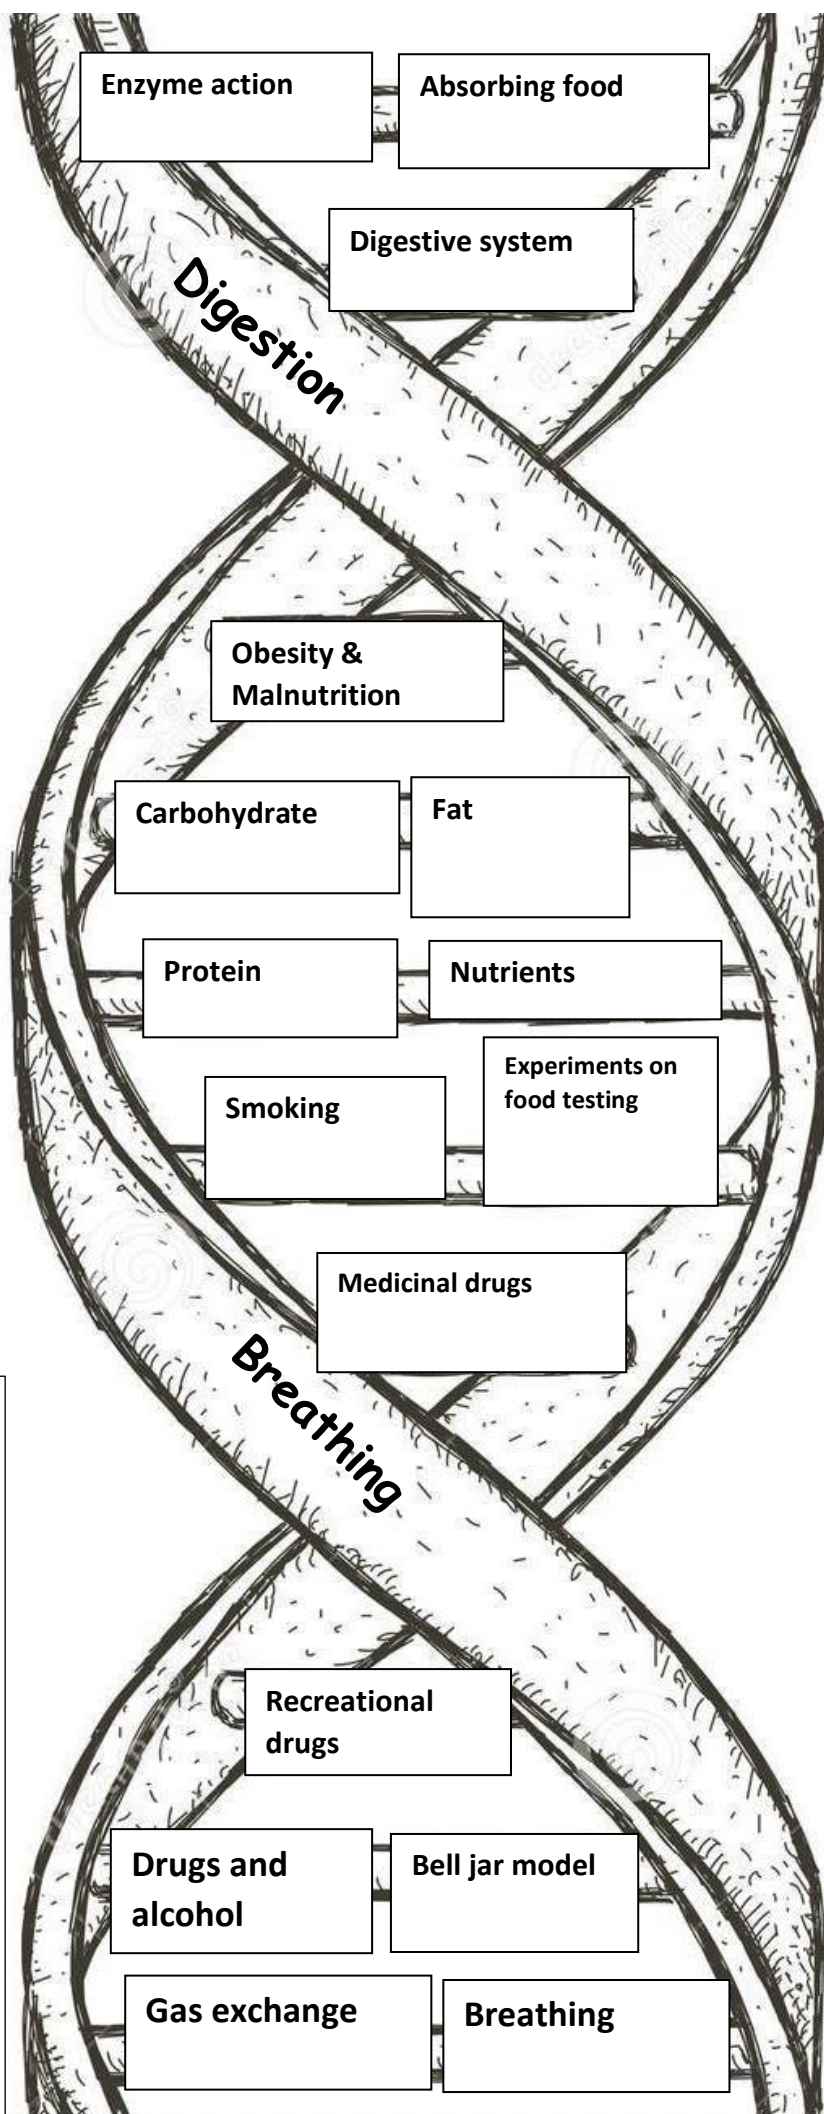 Enzyme action
Absorbing food
Digestive system
Digestion
Obesity &
Malnutrition
Carbohydrate
Fat
Protein
Nutrients
Experiments on
food testing
Smoking
Medicinal drugs
Breathing
Recreational
drugs
Drugs and
alcohol
Bell jar model
Gas exchange
Breathing